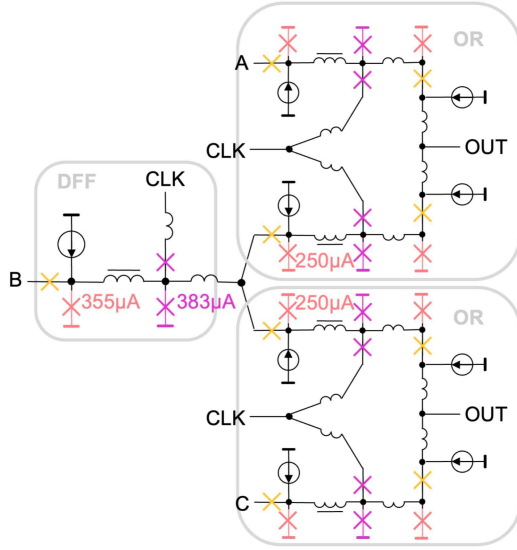 OR
A
CLK
OUT
DFF
CLK
B
355μA
383μA
250μA
250μA
OR
CLK
OUT
C